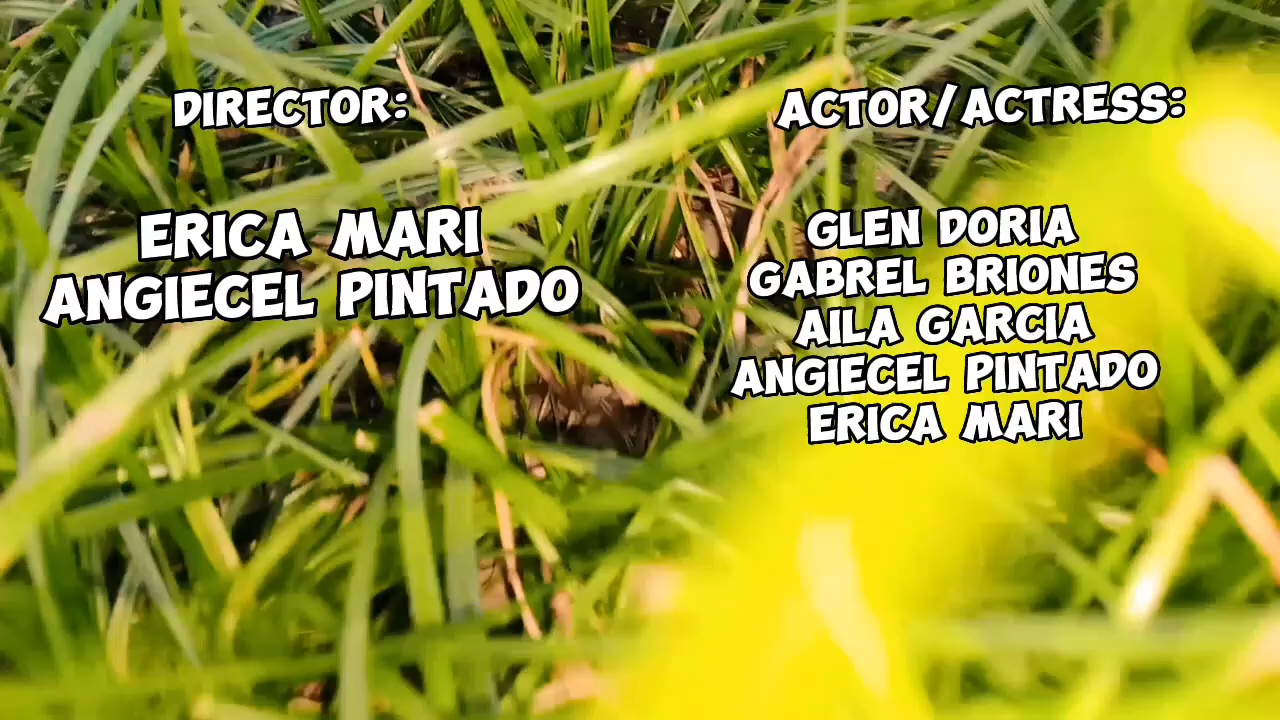 DIRECTOR:
ERICA MARI
ANGIECEL PINTADO
ACTOR/ACTRESS:
GLEN DORIA
GABREL BRIONES
AILA GARCIA
ANGIECEL PINTADO
ERICA MARI